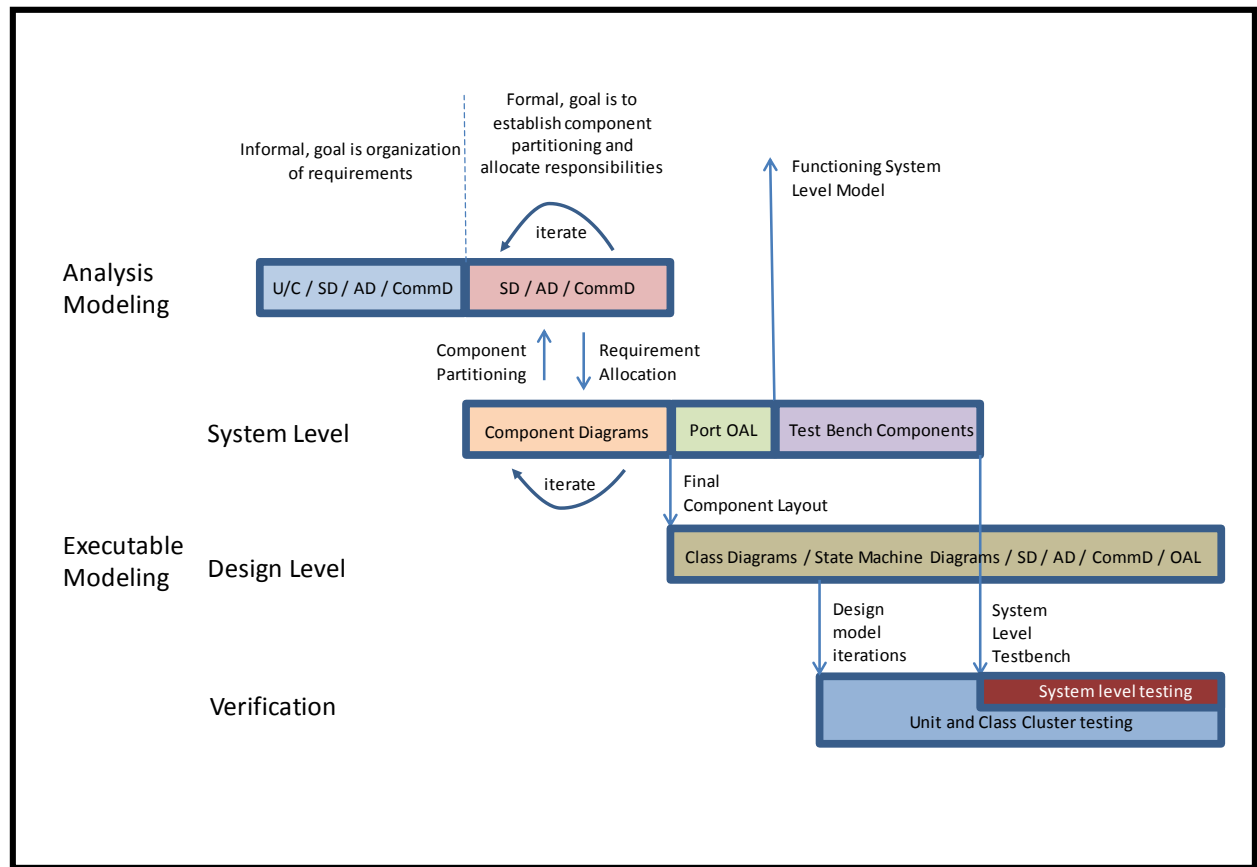 Formal, goal is to
establish component
partitioning and
allocate responsibilities
Informal, goal is organization
of requirements
Functioning System
Level Model
iterate
Analysis
Modeling
U/C / SD / AD / CommD
SD / AD / CommD
Component
Partitioning
Requirement
Allocation
System Level
Component Diagrams
Port OAL
Test Bench Components
iterate
Final
Component Layout
Executable
Modeling
Design Level
Class Diagrams / State Machine Diagrams / SD / AD / CommD / OAL
Design
model
iterations
System
Level
Testbench
Verification
System level testing
Unit and Class Cluster testing